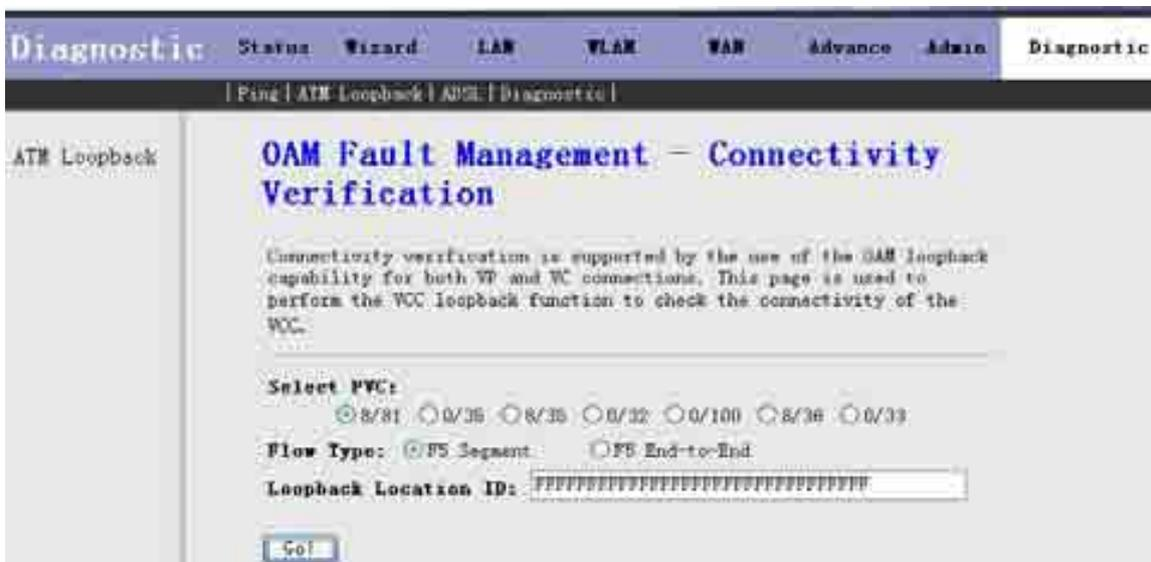 Diagnostic
Status Wizard LAN WLAN WAN Advance Admin Diagnostic
| Ping | ATM Loopback | ADSL | Diagnostic |
ATM Loopback
OAM Fault Management - Connectivity
Verification
Connectivity verification is supported by the use of the OAM loopback
capability for both VP and VC connections. This page is used to
perform the VCC loopback function to check the connectivity of the
VCC.
Select PVC:
8/81 0/35 8/35 0/32 0/100 8/36 0/33
Flow Type: F5 Segment F5 End-to-End
Loopback Location ID: FFFFFFFFFFFFFFFFFFFFFFFFFFFFFFFF
Go!